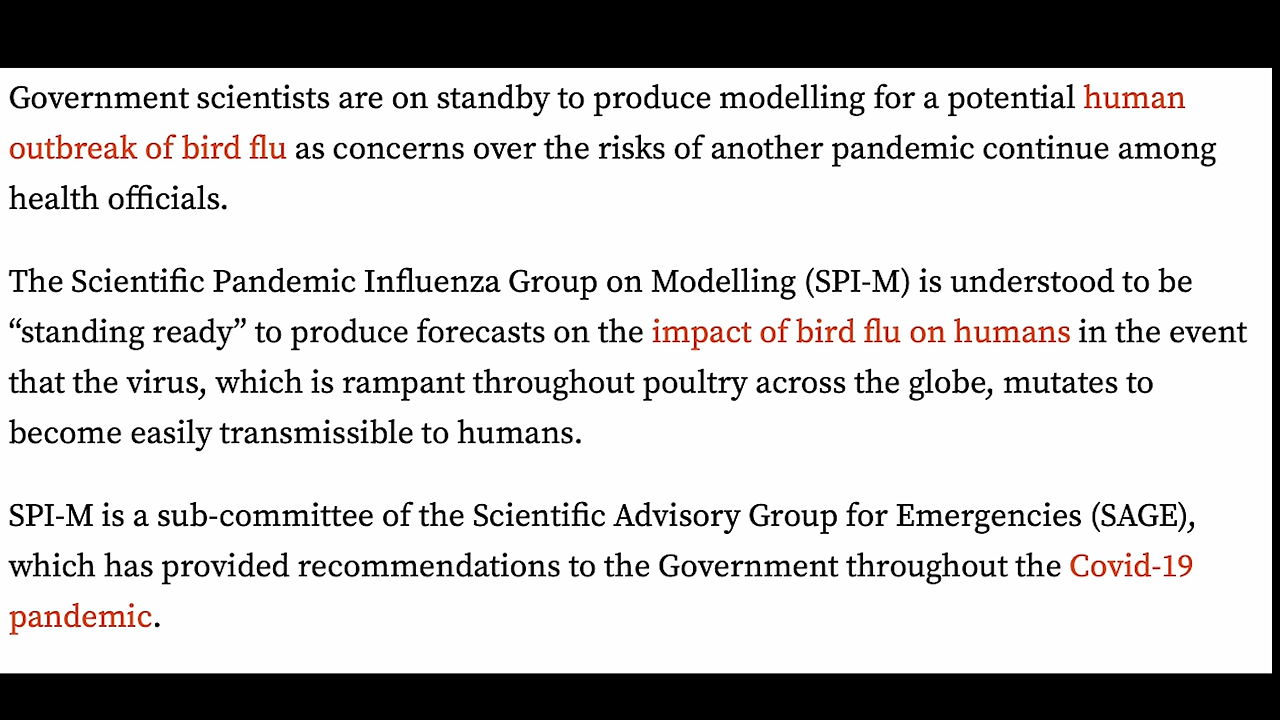 Government scientists are on standby to produce modelling for a potential human
outbreak of bird flu as concerns over the risks of another pandemic continue among
health officials.
The Scientific Pandemic Influenza Group on Modelling (SPI-M) is understood to be
“standing ready” to produce forecasts on the impact of bird flu on humans in the event
that the virus, which is rampant throughout poultry across the globe, mutates to
become easily transmissible to humans.
SPI-M is a sub-committee of the Scientific Advisory Group for Emergencies (SAGE),
which has provided recommendations to the Government throughout the Covid-19
pandemic.